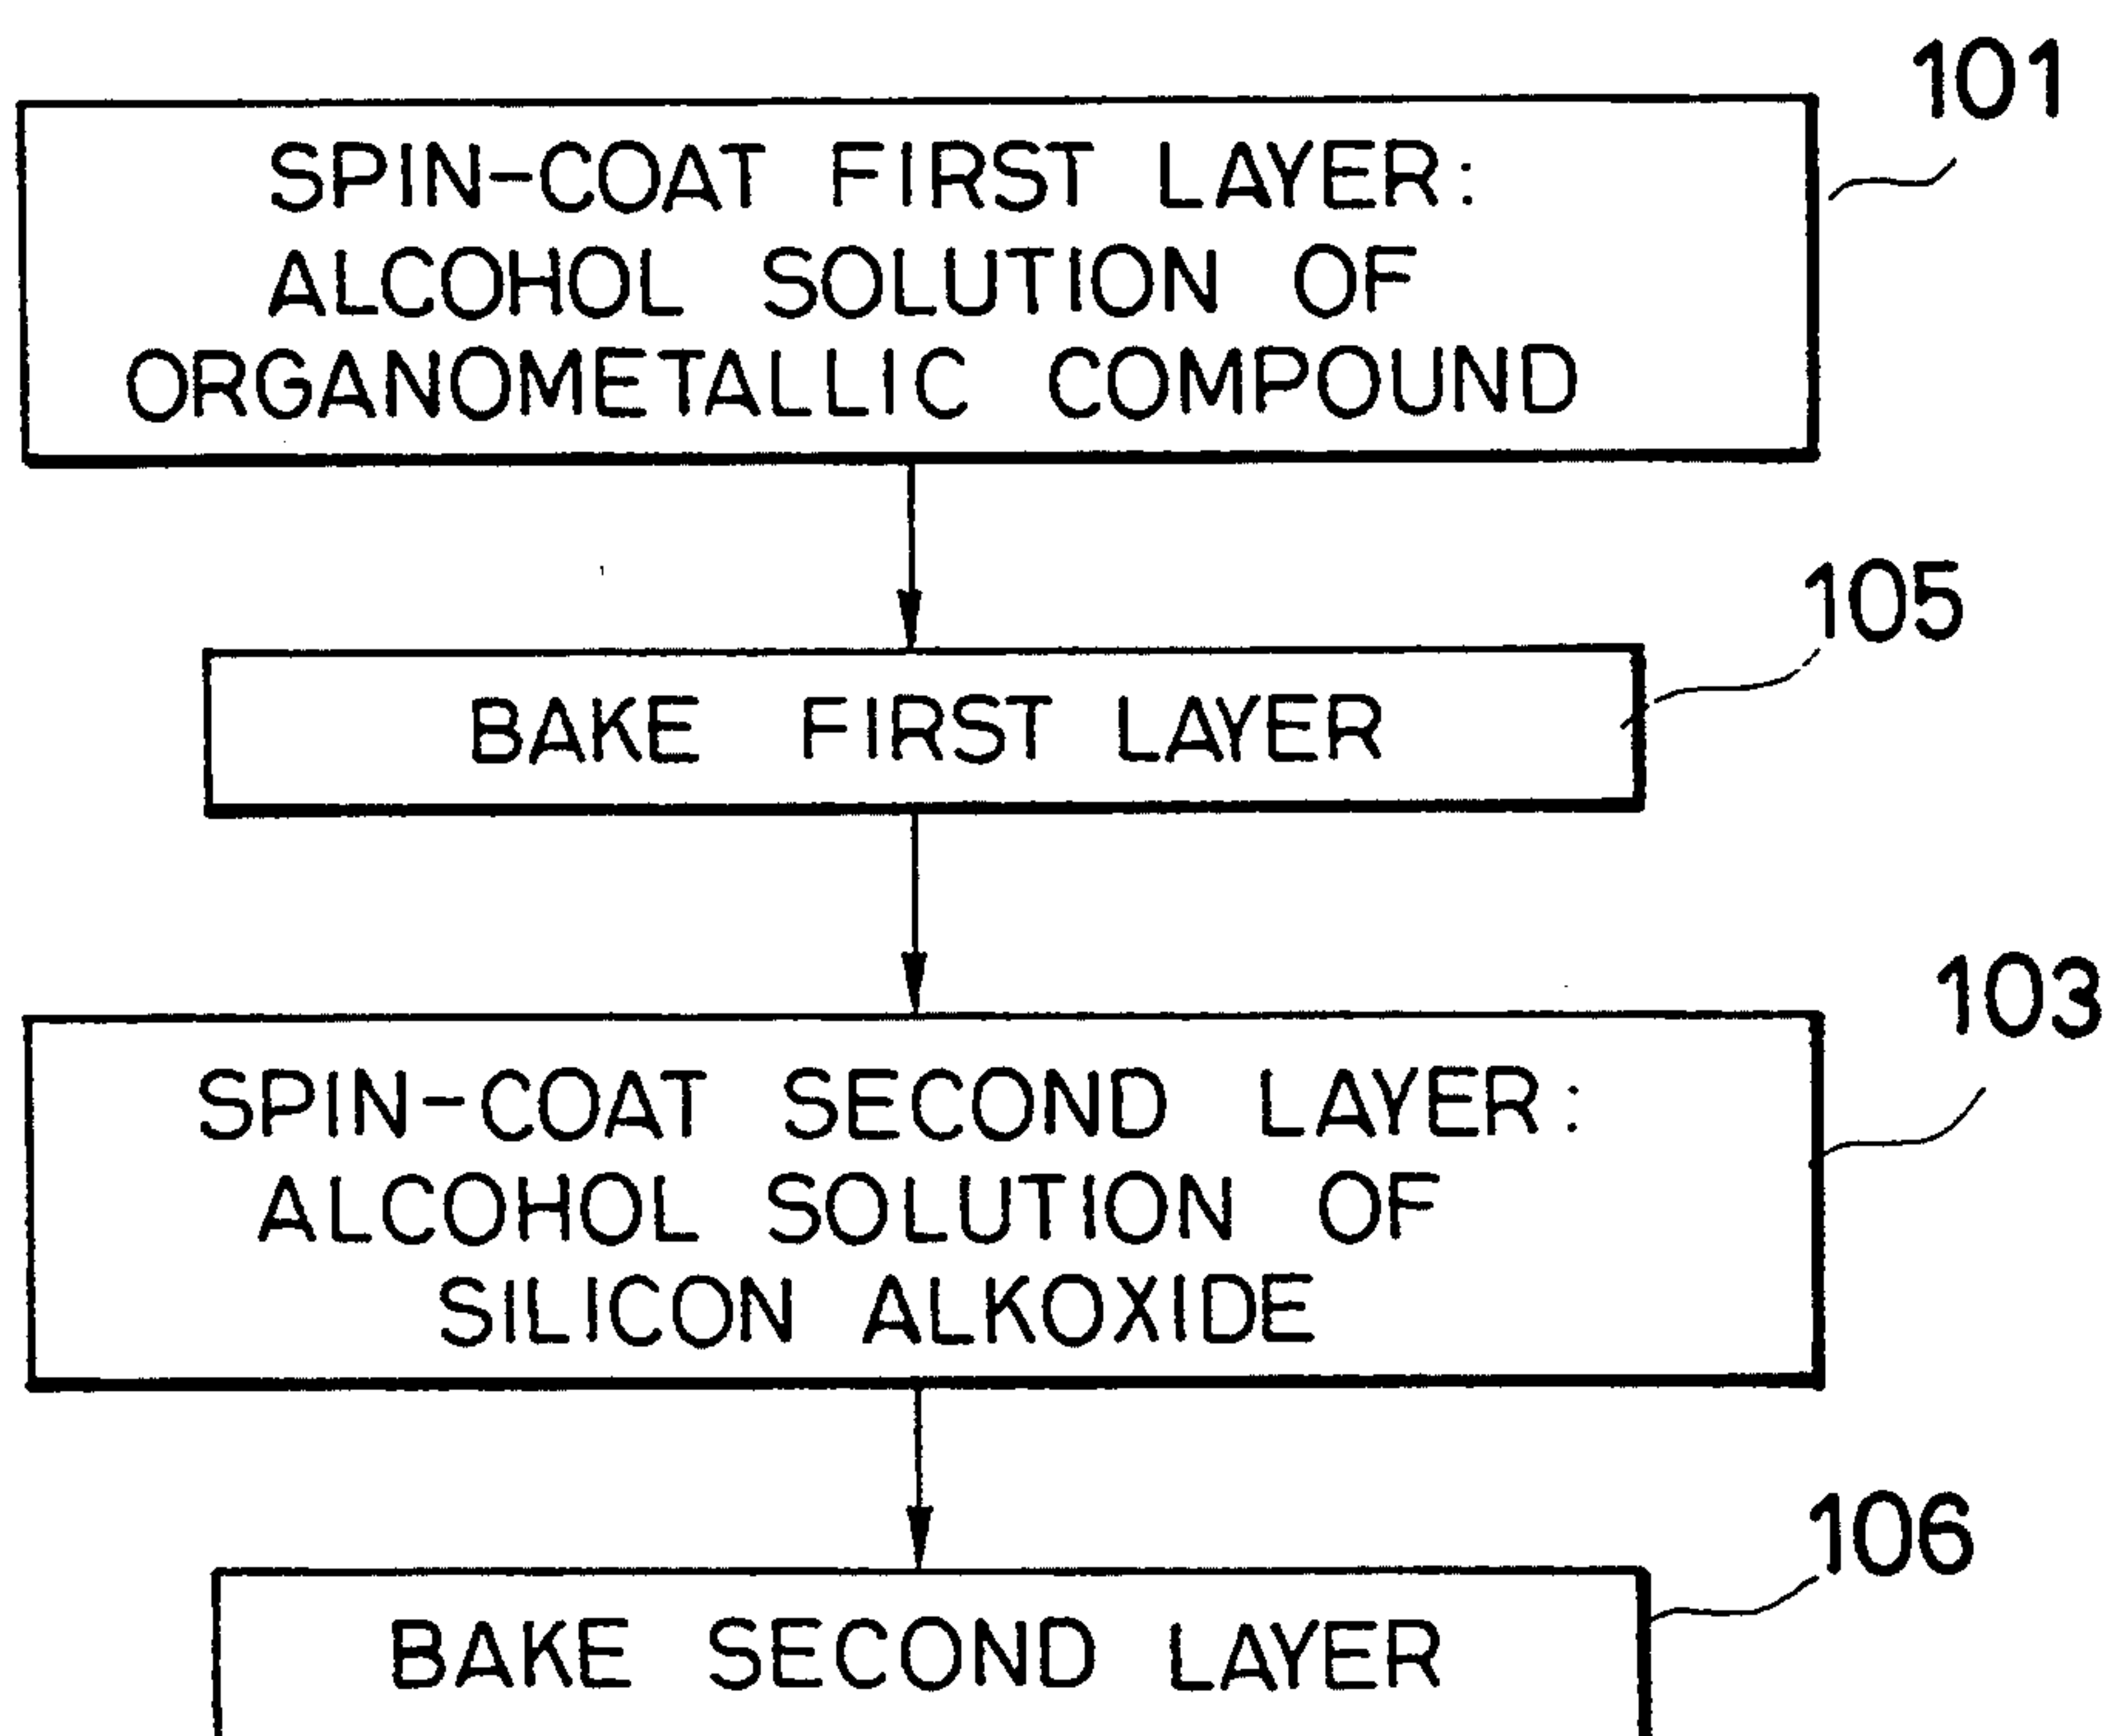 101
SPIN-COAT FIRST LAYER:
ALCOHOL SOLUTION OF
ORGANOMETALLIC COMPOUND
105
BAKE FIRST LAYER
103
SPIN-COAT SECOND LAYER:
ALCOHOL SOLUTION OF
SILICON ALKOXIDE
106
BAKE SECOND LAYER